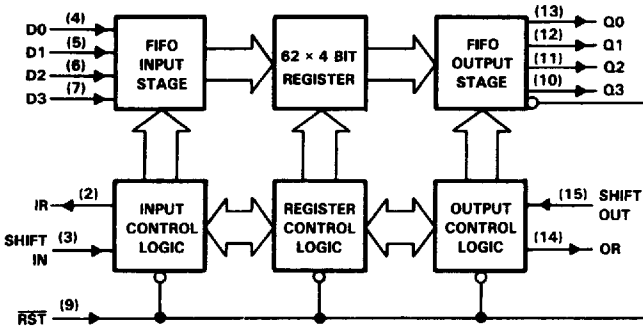 D0 (4)
D1 (5)
D2 (6)
D3 (7)
FIFO
INPUT
STAGE
62 × 4 BIT
REGISTER
FIFO
OUTPUT
STAGE
(13) Q0
(12) Q1
(11) Q2
(10) Q3
IR (2)
SHIFT
IN (3)
INPUT
CONTROL
LOGIC
REGISTER
CONTROL
LOGIC
OUTPUT
CONTROL
LOGIC
(15) SHIFT
OUT
(14) OR
R̅S̅T̅ (9)